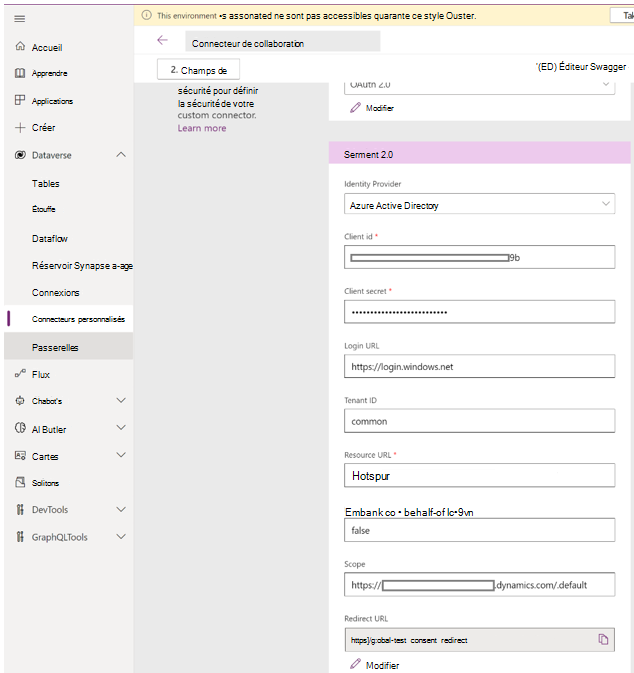 This environment •s assonated ne sont pas accessibles quarante ce style Ouster.
Tak
Connecteur de collaboration
2. Champs de
'(ED) Éditeur Swagger
Accueil
Apprendre
Applications
Créer
Dataverse
Tables
Étouffe
Dataflow
Réservoir Synapse a-age
Connexions
Connecteurs personnalisés
Passerelles
Flux
Chabot's
AI Butler
Cartes
Solitons
DevTools
GraphQLTools
sécurité pour définir
la sécurité de votre
custom connector.
Learn more
OAuth 2.0
Modifier
Serment 2.0
Identity Provider
Azure Active Directory
Client id *
9b
Client secret *
••••••••••••••••••••••••••
Login URL
https://login.windows.net
Tenant ID
common
Resource URL *
Hotspur
Embank co • behalf-of lc•9vn
false
Scope
https:// .dynamics.com/.default
Redirect URL
https]/g:obal-test consent redirect
Modifier